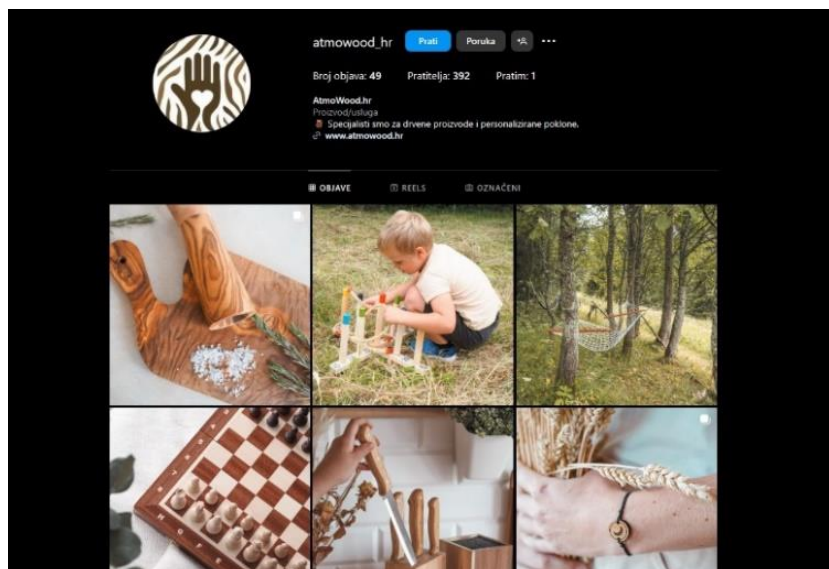 atmowood_hr Prati Poruka
Broj objava: 49 Pratitelja: 392 Pratim: 1
AtmoWood.hr
Proizvod/usluga
Specijalisti smo za drvene proizvode i personalizirane poklone.
www.atmowood.hr
OBJAVE REELS OZNAČENI